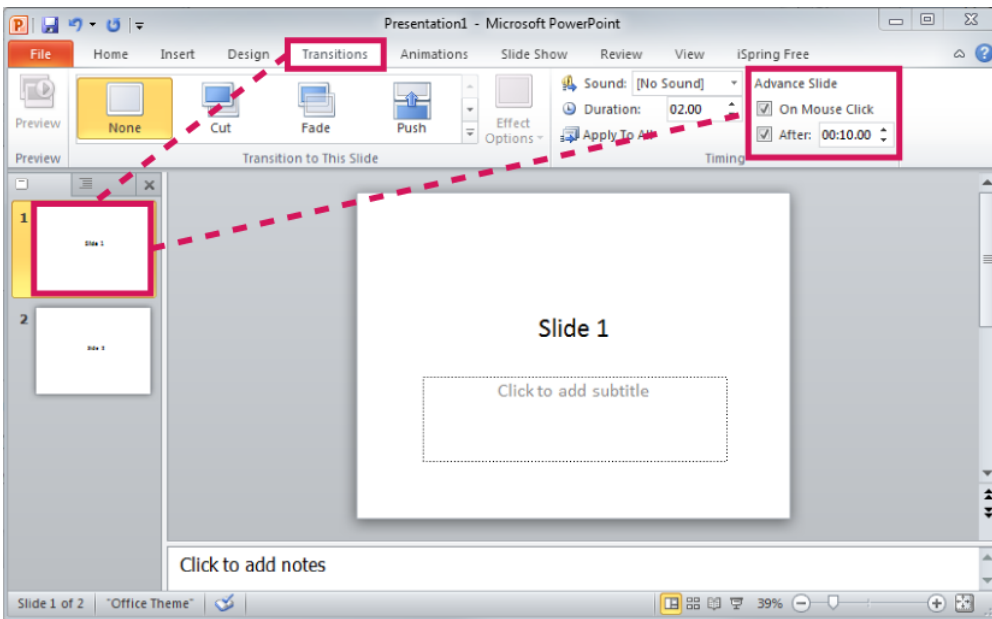 Presentation1 - Microsoft PowerPoint
File Home Insert Design Transitions Animations Slide Show Review View iSpring Free
Preview
None
Cut
Fade
Push
Effect
Options
Sound: [No Sound]
Duration: 02.00
Apply To All
Advance Slide
On Mouse Click
After: 00:10.00
Preview
Transition to This Slide
Timing
1
Slide 1
2
Slide 1
Click to add subtitle
Click to add notes
Slide 1 of 2 "Office Theme" 39%